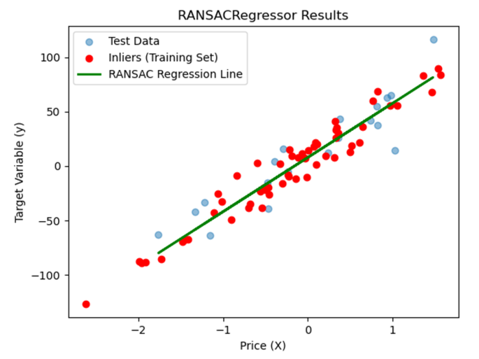 RANSACRegressor Results
Test Data
Inliers (Training Set)
RANSAC Regression Line
100
50
0
−50
−100
Target Variable (y)
−2
−1
0
1
Price (X)